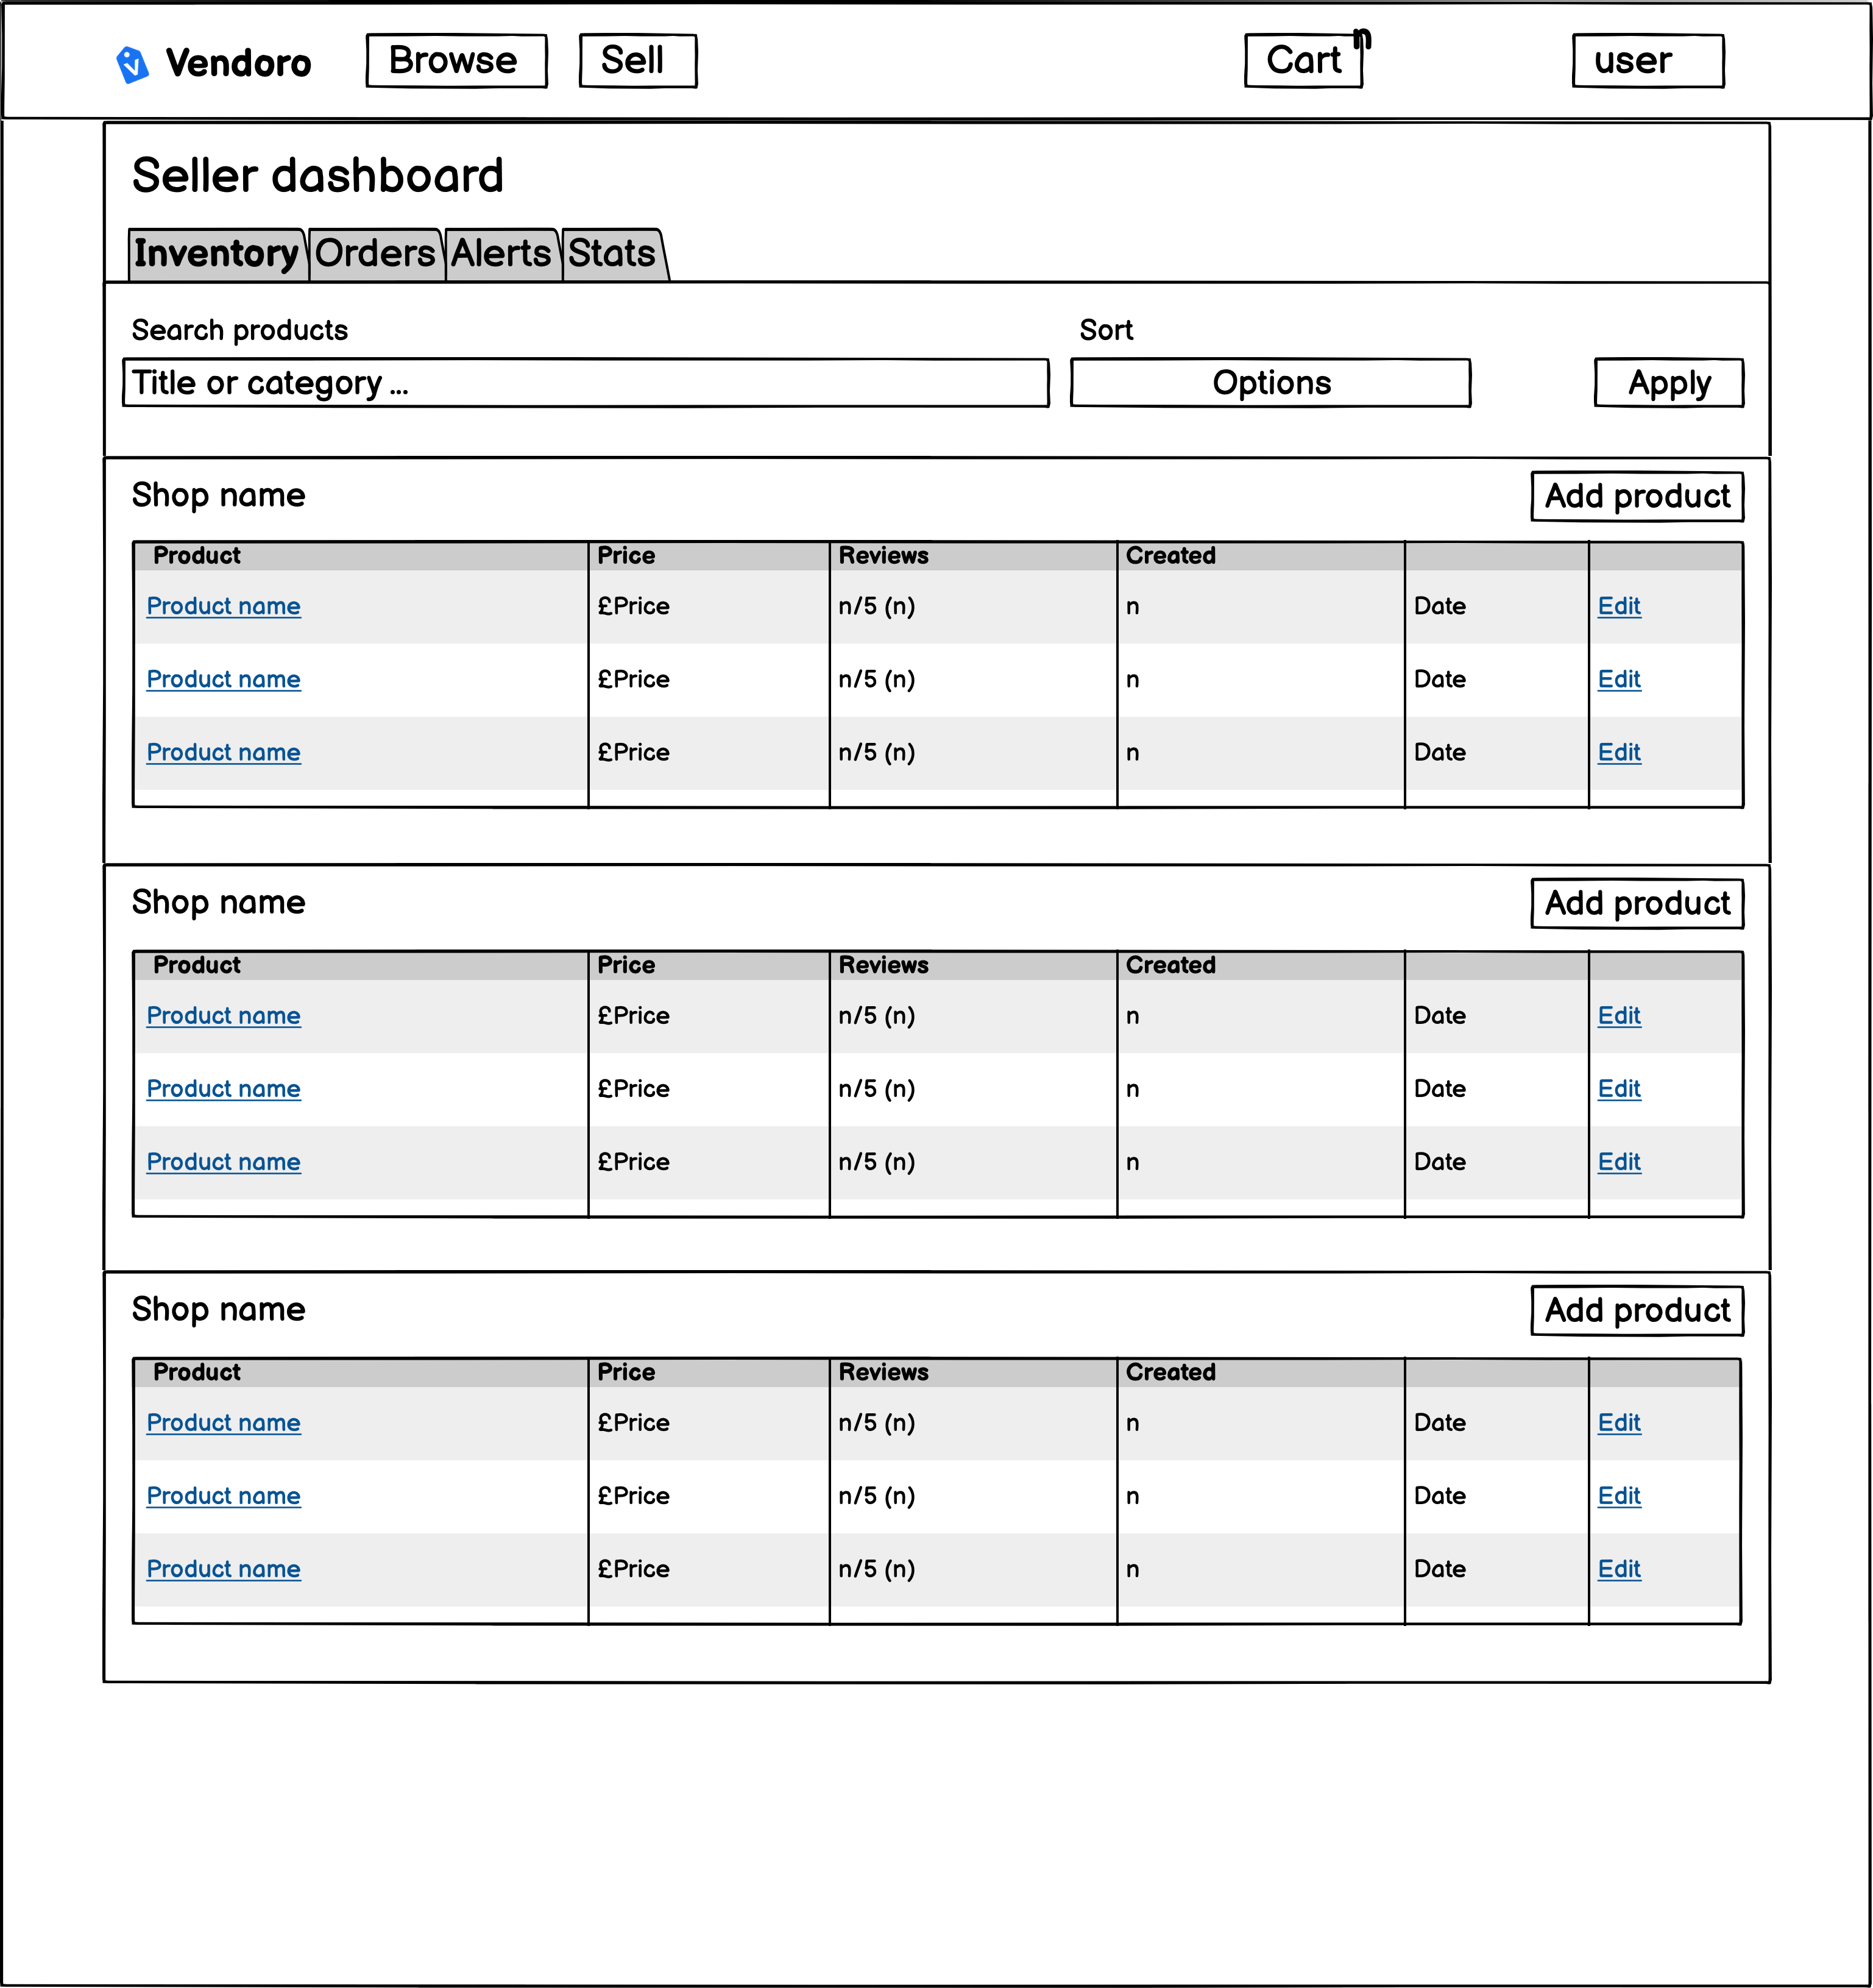 Vendoro Browse Sell Cart n user
Seller dashboard
Inventory Orders Alerts Stats
Search products Sort
Title or category ... Options Apply
Shop name Add product
Product Price Reviews Created
Product name £Price n/5 (n) n Date Edit
Product name £Price n/5 (n) n Date Edit
Product name £Price n/5 (n) n Date Edit
Shop name Add product
Product Price Reviews Created
Product name £Price n/5 (n) n Date Edit
Product name £Price n/5 (n) n Date Edit
Product name £Price n/5 (n) n Date Edit
Shop name Add product
Product Price Reviews Created
Product name £Price n/5 (n) n Date Edit
Product name £Price n/5 (n) n Date Edit
Product name £Price n/5 (n) n Date Edit